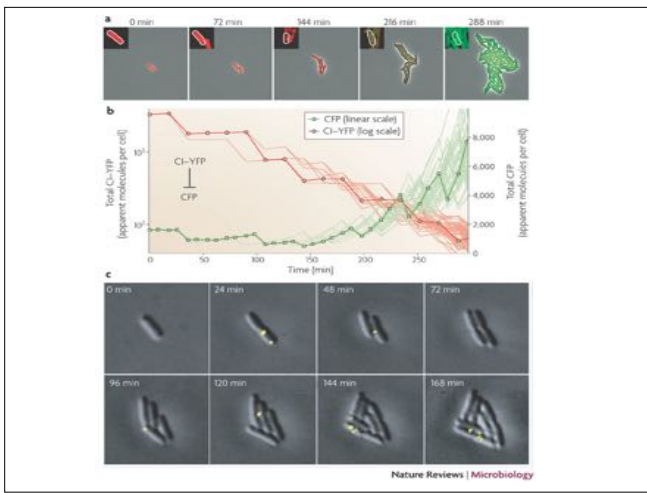 a
0 min 72 min 144 min 216 min 288 min
b
CFP (linear scale)
CI–YFP (log scale)
Total CI–YFP
(apparent molecules per cell)
CI–YFP
CFP
8,000
6,000
4,000
2,000
0
Total CFP
(apparent molecules per cell)
0 50 100 150 200 250
Time (min)
c
0 min 24 min 48 min 72 min
96 min 120 min 144 min 168 min
Nature Reviews | Microbiology